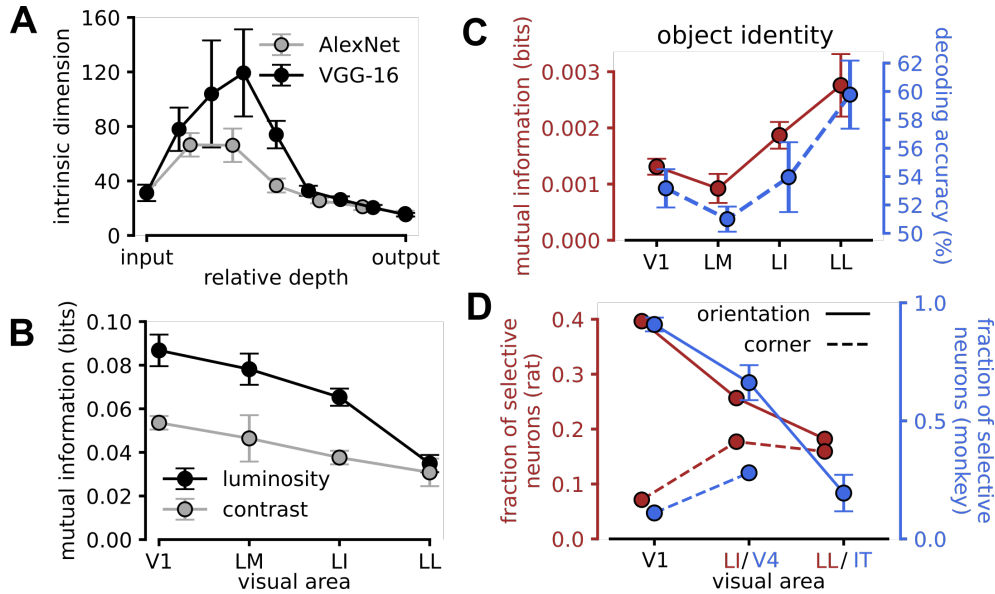 A
intrinsic dimension
160
120
80
40
0
AlexNet
VGG-16
input
output
relative depth
B
mutual information (bits)
0.10
0.08
0.06
0.04
0.02
0.00
luminosity
contrast
V1
LM
LI
LL
visual area
C
object identity
mutual information (bits)
0.003
0.002
0.001
0.000
decoding accuracy (%)
62
60
58
56
54
52
51
50
V1
LM
LI
LL
D
fraction of selective
neurons (rat)
0.4
0.3
0.2
0.1
0.0
orientation
corner
fraction of selective
neurons (monkey)
1.0
0.5
0.0
V1
LI/V4
LL/IT
visual area